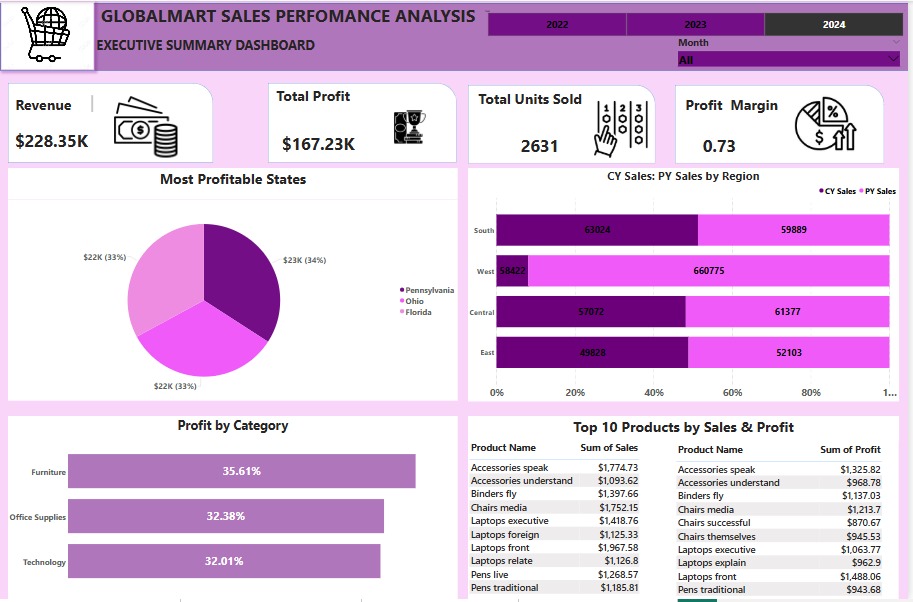 GLOBALMART SALES PERFOMANCE ANALYSIS
EXECUTIVE SUMMARY DASHBOARD
2022
2023
2024
Month
All
Revenue
$228.35K
Total Profit
$167.23K
Total Units Sold
2631
1 2 3
Profit Margin
0.73
%
$
Most Profitable States
$22K (33%)
$23K (34%)
$22K (33%)
Pennsylvania
Ohio
Florida
CY Sales: PY Sales by Region
CY Sales PY Sales
South 63024 59889
West 58422 660775
Central 57072 61377
East 49828 52103
0% 20% 40% 60% 80% 1...
Profit by Category
Furniture 35.61%
Office Supplies 32.38%
Technology 32.01%
Top 10 Products by Sales & Profit
Product Name Sum of Sales
Accessories speak $1,774.73
Accessories understand $1,093.62
Binders fly $1,397.66
Chairs media $1,752.15
Laptops executive $1,418.76
Laptops foreign $1,125.33
Laptops front $1,967.58
Laptops relate $1,126.8
Pens live $1,268.57
Pens traditional $1,185.81
Product Name Sum of Profit
Accessories speak $1,325.82
Accessories understand $968.78
Binders fly $1,137.03
Chairs media $1,213.7
Chairs successful $870.67
Chairs themselves $945.53
Laptops executive $1,063.77
Laptops explain $962.9
Laptops front $1,488.06
Pens traditional $943.68